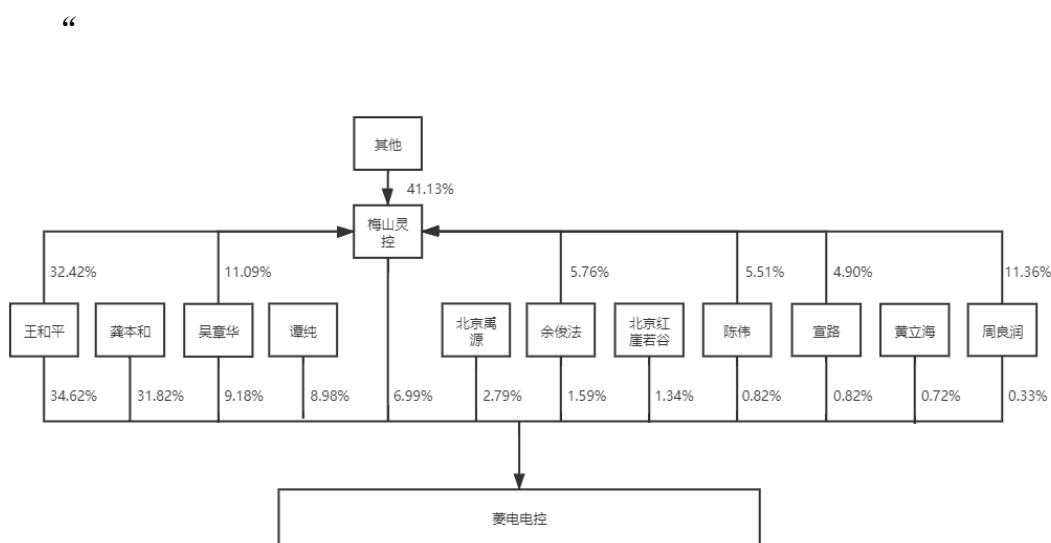 “
其他
41.13%
梅山灵
控
32.42%
11.09%
5.76%
5.51%
4.90%
11.36%
王和平
龚本和
吴章华
谭纯
北京禹
源
余俊法
北京红
崖若谷
陈伟
宣路
黄立海
周良润
34.62%
31.82%
9.18%
8.98%
6.99%
2.79%
1.59%
1.34%
0.82%
0.82%
0.72%
0.33%
菱电电控